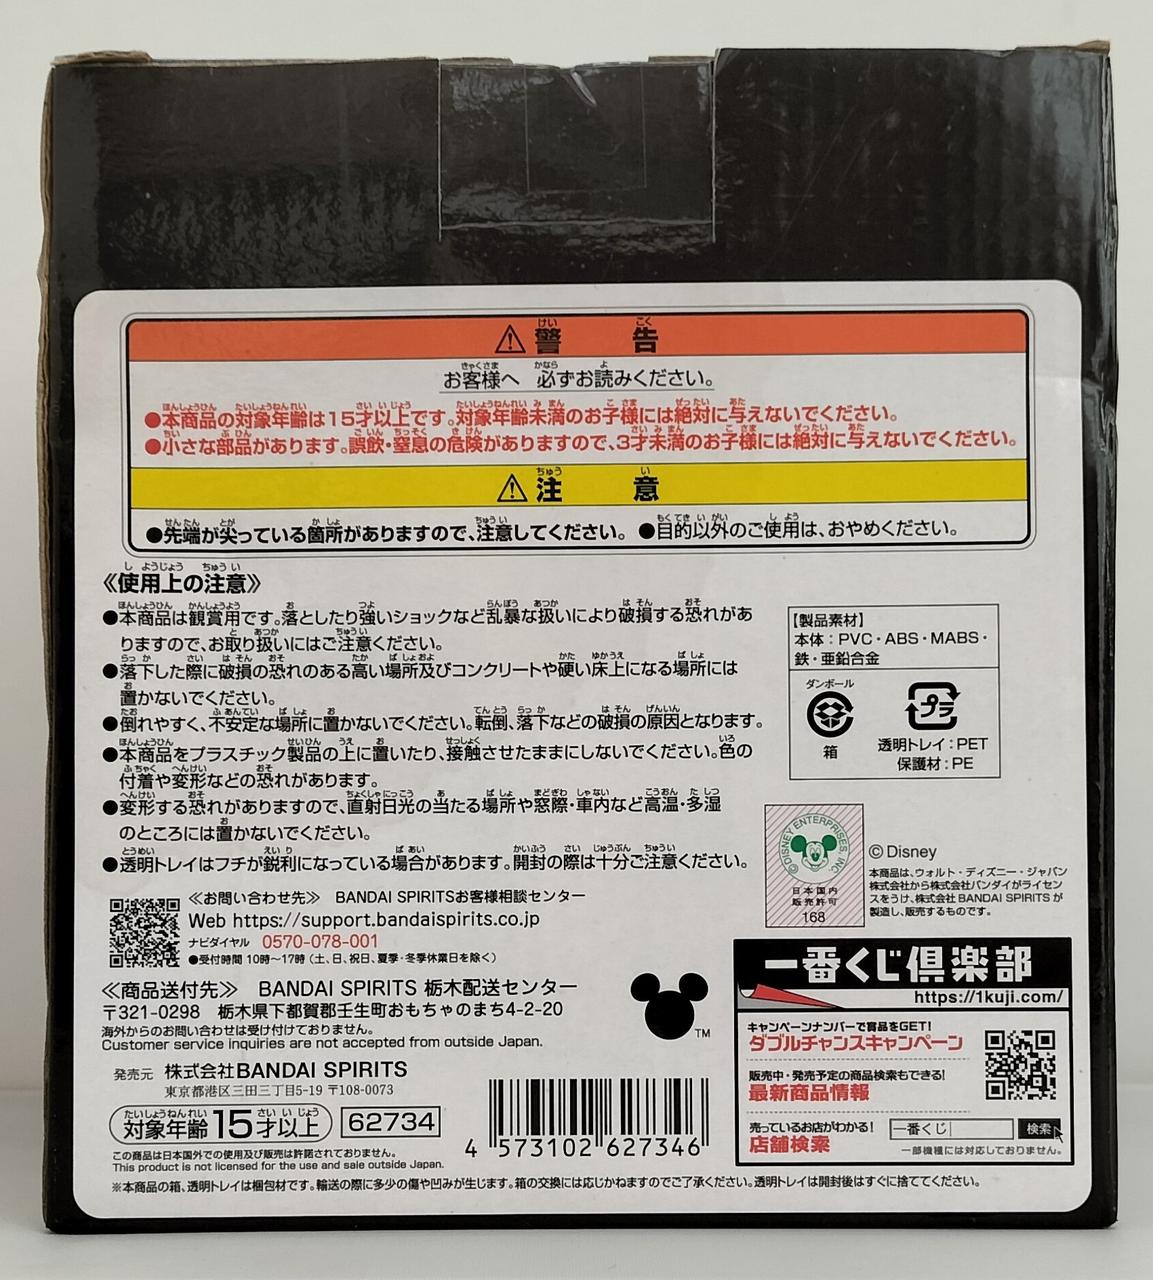 警告
お客様へ 必ずお読みください。
●本商品の対象年齢は15才以上です。対象年齢未満のお子様には絶対に与えないでください。
●小さな部品があります。誤飲・窒息の危険がありますので、3才未満のお子様には絶対に与えないでください。
注意
●先端が尖っている箇所がありますので、注意してください。 ●目的以外のご使用は、おやめください。
《使用上の注意》
●本商品は観賞用です。落としたり強いショックなど乱暴な扱いにより破損する恐れがあ
りますので、お取り扱いにはご注意ください。
●落下した際に破損の恐れのある高い場所及びコンクリートや硬い床上になる場所には
置かないでください。
●倒れやすく、不安定な場所に置かないでください。転倒、落下などの破損の原因となります。
●本商品をプラスチック製品の上に置いたり、接触させたままにしないでください。色の
付着や変形などの恐れがあります。
●変形する恐れがありますので、直射日光の当たる場所や窓際・車内など高温・多湿
のところには置かないでください。
●透明トレイはフチが鋭利になっている場合があります。開封の際は十分ご注意ください。
【製品素材】
本体：PVC・ABS・MABS・
鉄・亜鉛合金
ダンボール
箱
プラ
透明トレイ：PET
保護材：PE
©DISNEY ENTERPRISES, INC
日本国内
販売許可
168
©Disney
本商品は、ウォルト・ディズニー・ジャパン
株式会社から株式会社バンダイがライセン
スをうけ、株式会社 BANDAI SPIRITS が
製造し、販売するものです。
≪お問い合わせ先≫ BANDAI SPIRITSお客様相談センター
Web https://support.bandaispirits.co.jp
ナビダイヤル 0570-078-001
●受付時間 10時〜17時（土、日、祝日、夏季・冬季休業日を除く）
≪商品送付先≫ BANDAI SPIRITS 栃木配送センター
〒321-0298 栃木県下都賀郡壬生町おもちゃのまち4-2-20
海外からのお問い合わせは受け付けておりません。
Customer service inquiries are not accepted from outside Japan.
TM
発売元 株式会社BANDAI SPIRITS
東京都港区三田三丁目5-19 〒108-0073
対象年齢15才以上 62734
この商品は日本国外での使用及び販売は許諾されておりません。
This product is not licensed for the use and sale outside Japan.
4 573102 627346
一番くじ倶楽部
https://1kuji.com/
キャンペーンナンバーで賞品をGET!
ダブルチャンスキャンペーン
販売中・発売予定の商品検索もできる!
最新商品情報
売っているお店がわかる!
店舗検索
一番くじ 検索
一部機種には対応しておりません。
※本商品の箱、透明トレイは梱包材です。輸送の際に多少の傷や凹みが生じます。箱の交換には応じかねますのでご了承ください。透明トレイは開封後はすぐに捨ててください。